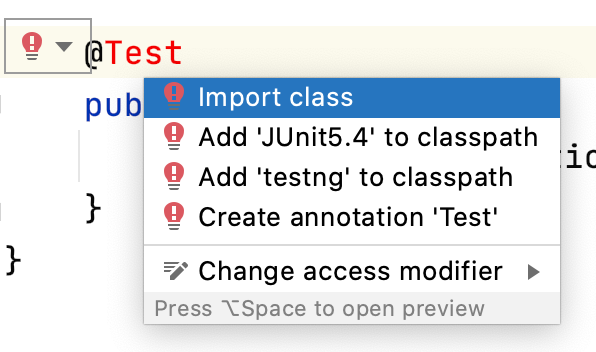 @Test
pub
Import class
Add 'JUnit5.4' to classpath
Add 'testng' to classpath
Create annotation 'Test'
}
}
Change access modifier
Press ⌥Space to open preview